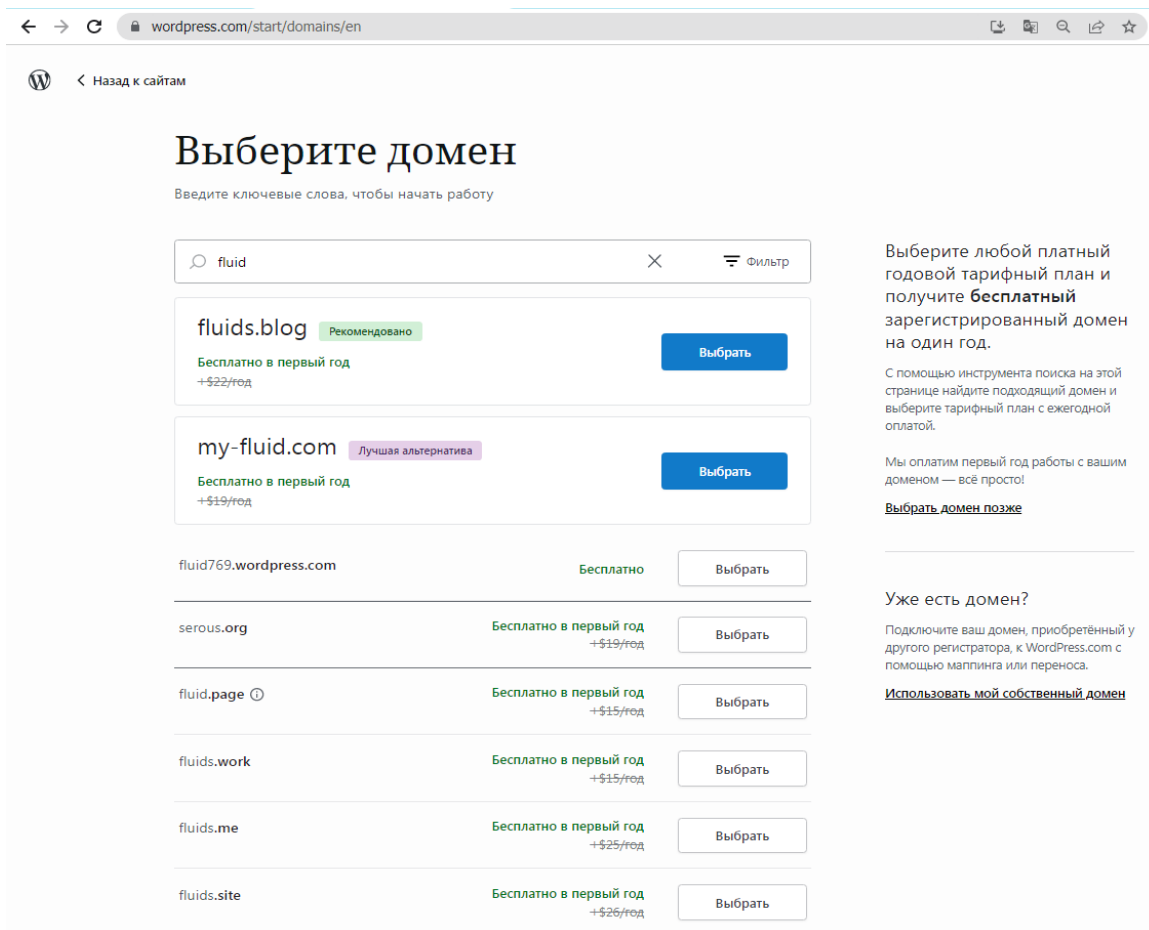 wordpress.com/start/domains/en
Назад к сайтам
Выберите домен
Введите ключевые слова, чтобы начать работу
fluid
Фильтр
fluids.blog Рекомендовано
Бесплатно в первый год
+$22/год
Выбрать
my-fluid.com Лучшая альтернатива
Бесплатно в первый год
+$19/год
Выбрать
fluid769.wordpress.com Бесплатно Выбрать
serous.org Бесплатно в первый год
+$19/год
Выбрать
fluid.page Бесплатно в первый год
+$15/год
Выбрать
fluids.work Бесплатно в первый год
+$15/год
Выбрать
fluids.me Бесплатно в первый год
+$25/год
Выбрать
fluids.site Бесплатно в первый год
+$26/год
Выбрать
Выберите любой платный
годовой тарифный план и
получите бесплатный
зарегистрированный домен
на один год.
С помощью инструмента поиска на этой
странице найдите подходящий домен и
выберите тарифный план с ежегодной
оплатой.
Мы оплатим первый год работы с вашим
доменом — всё просто!
Выбрать домен позже
Уже есть домен?
Подключите ваш домен, приобретённый у
другого регистратора, к WordPress.com с
помощью маппинга или переноса.
Использовать мой собственный домен